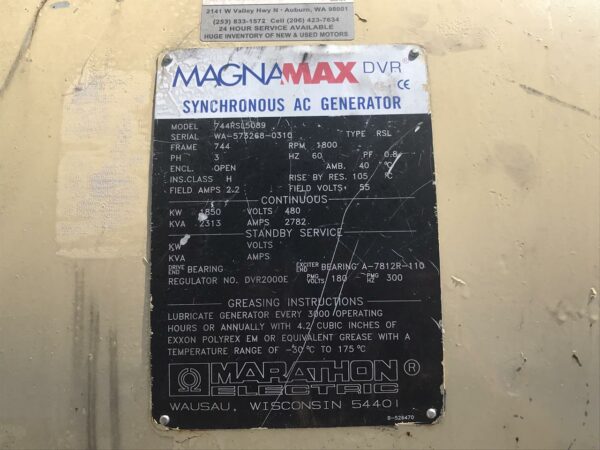 2141 W Valley Hwy N · Auburn, WA 98001
(253) 833-1572 Cell (206) 423-7634
24 HOUR SERVICE AVAILABLE
HUGE INVENTORY OF NEW & USED MOTORS
MAGNAMAX DVR®
CE
SYNCHRONOUS AC GENERATOR
MODEL 744RSL5089
SERIAL WA-573268-0310 TYPE RSL
FRAME 744 RPM 1800
PH 3 HZ 60 PF 0.8
ENCL. OPEN AMB. 40 °C
INS.CLASS H RISE BY RES. 105 °C
FIELD AMPS 2.2 FIELD VOLTS 55
CONTINUOUS
KW 1850 VOLTS 480
KVA 2313 AMPS 2782
STANDBY SERVICE
KW VOLTS
KVA AMPS
DRIVE END BEARING EXCITER END BEARING A-7812R-110
REGULATOR NO. DVR2000E PMG VOLTS 180 PMG HZ 300
GREASING INSTRUCTIONS
LUBRICATE GENERATOR EVERY 3000 OPERATING
HOURS OR ANNUALLY WITH 4.2 CUBIC INCHES OF
EXXON POLYREX EM OR EQUIVALENT GREASE WITH A
TEMPERATURE RANGE OF -30°C TO 175°C
MARATHON®
ELECTRIC
WAUSAU, WISCONSIN 54401
B-528470